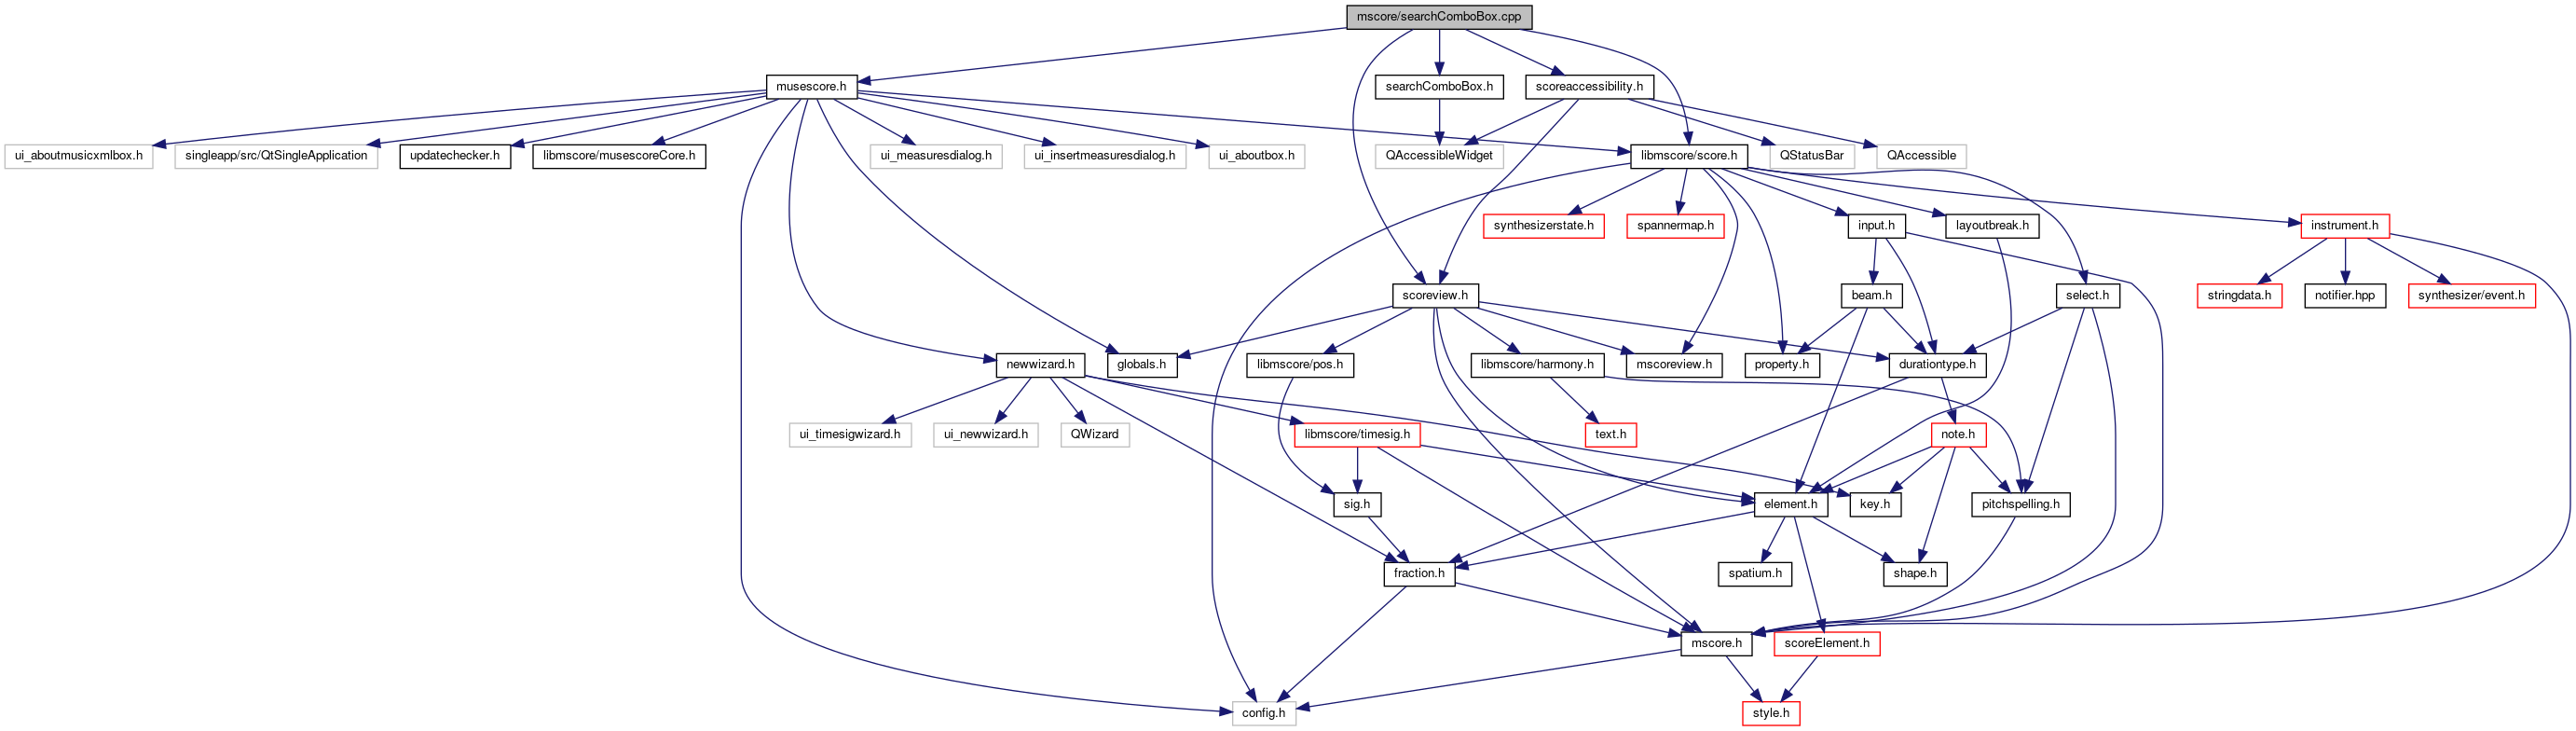 mscore/searchComboBox.cpp
musescore.h
searchComboBox.h
scoreaccessibility.h
ui_aboutmusicxmlbox.h
singleapp/src/QtSingleApplication
updatechecker.h
libmscore/musescoreCore.h
ui_measuresdialog.h
ui_insertmeasuresdialog.h
ui_aboutbox.h
QAccessibleWidget
libmscore/score.h
QStatusBar
QAccessible
synthesizerstate.h
spannermap.h
input.h
layoutbreak.h
instrument.h
scoreview.h
beam.h
select.h
stringdata.h
notifier.hpp
synthesizer/event.h
newwizard.h
globals.h
libmscore/pos.h
libmscore/harmony.h
mscoreview.h
property.h
durationtype.h
ui_timesigwizard.h
ui_newwizard.h
QWizard
libmscore/timesig.h
text.h
note.h
sig.h
element.h
key.h
pitchspelling.h
fraction.h
spatium.h
shape.h
mscore.h
scoreElement.h
config.h
style.h